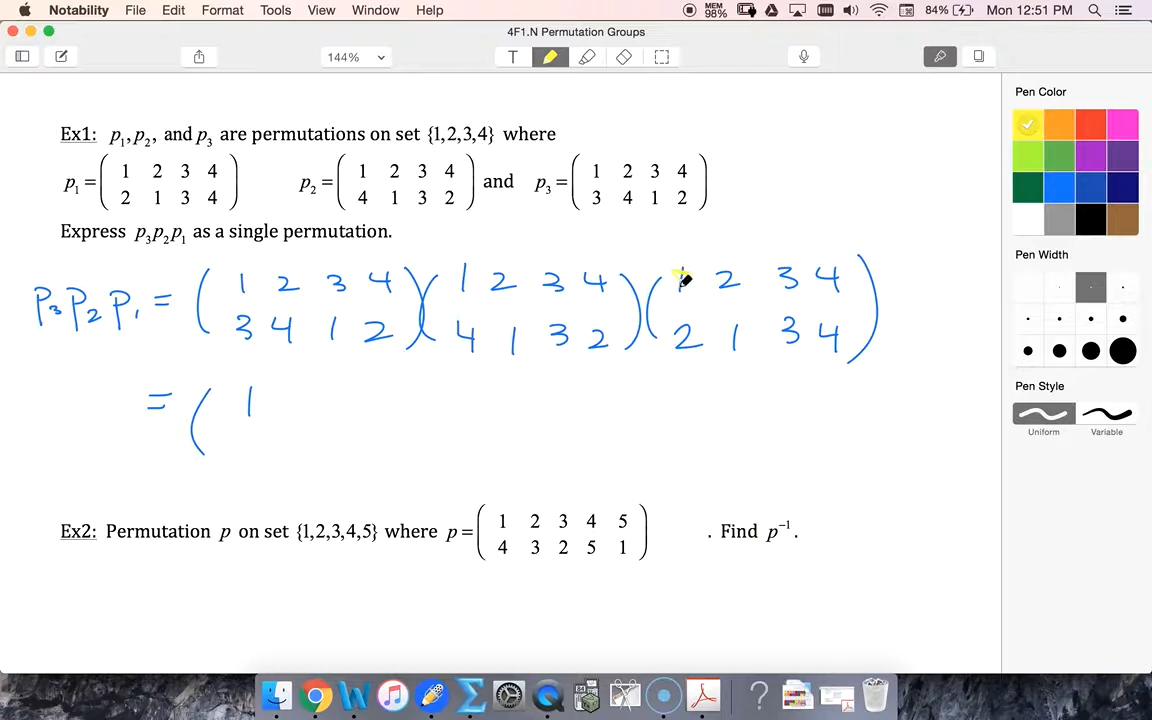 Notability File Edit Format View Window Help MEM 98% 84% Mon 12:51 PM
4F1.N Permutation Groups
144% T
Pen Color
Ex1: p₁, p₂, and p₃ are permutations on set {1,2,3,4} where
p₁ = ( 1 2 3 4 / 2 1 3 4 ) p₂ = ( 1 2 3 4 / 4 1 3 2 ) and p₃ = ( 1 2 3 4 / 3 4 1 2 )
Express p₃p₂p₁ as a single permutation.
Pen Width
P₃P₂P₁ = ( 1 2 3 4 / 3 4 1 2 ) ( 1 2 3 4 / 4 1 3 2 ) ( 1 2 3 4 / 2 1 3 4 )
= ( 1
Pen Style
Uniform Variable
Ex2: Permutation p on set {1,2,3,4,5} where p = ( 1 2 3 4 5 / 4 3 2 5 1 ) . Find p⁻¹.